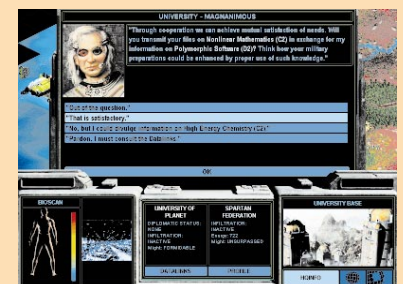 UNIVERSITY - MAGNANIMOUS
"Through cooperation we can achieve mutual satisfaction of needs. Will
you transmit your files on Nonlinear Mathematics (C2) in exchange for my
information on Polymorphic Software (D2)? Think how your military
preparations could be enhanced by proper use of such knowledge."
"Out of the question."
"That is satisfactory."
"No, but I could divulge information on High Energy Chemistry (C2)."
"Pardon, I must consult the Datalinks."
OK
BIOSCAN
UNIVERSITY OF
PLANET
DIPLOMATIC STATUS:
NONE
INFILTRATION:
INACTIVE
Might: FORMIDABLE
SPARTAN
FEDERATION
INFILTRATION:
INACTIVE
Energy: 722
Might: UNSURPASSED
DATALINKS
PROFILE
UNIVERSITY BASE
HQINFO